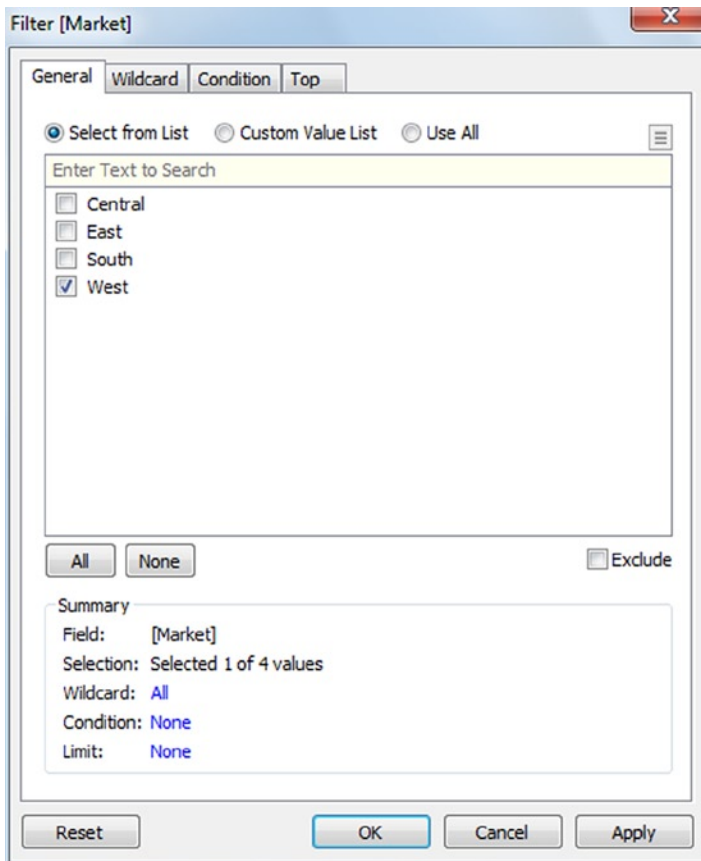 Filter [Market]
X
General Wildcard Condition Top
Select from List Custom Value List Use All
Enter Text to Search
Central
East
South
West
All None Exclude
Summary
Field: [Market]
Selection: Selected 1 of 4 values
Wildcard: All
Condition: None
Limit: None
Reset OK Cancel Apply